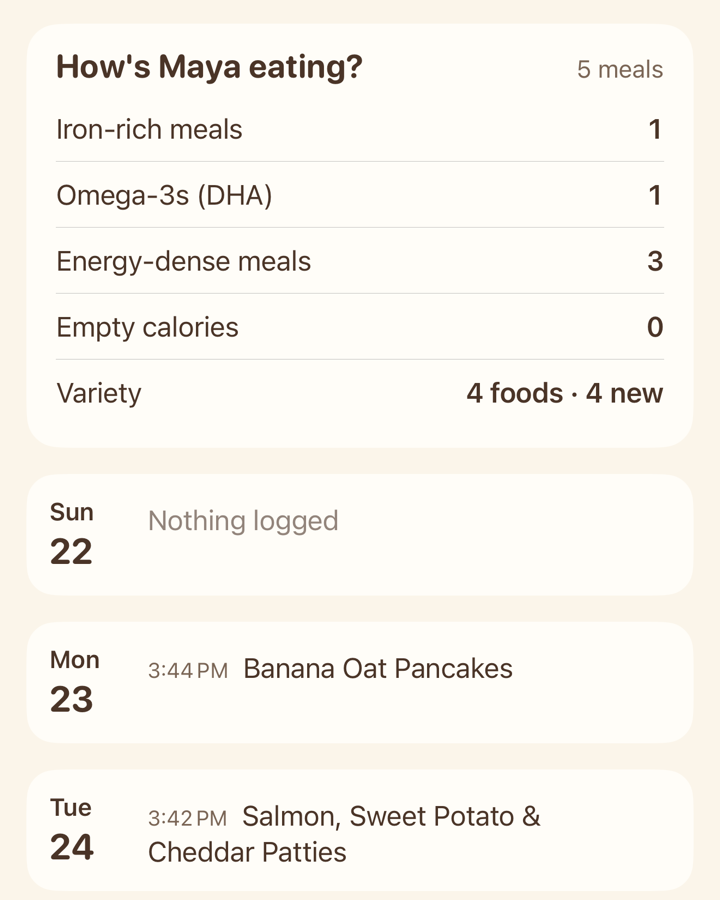 How's Maya eating? 5 meals
Iron-rich meals 1
Omega-3s (DHA) 1
Energy-dense meals 3
Empty calories 0
Variety 4 foods · 4 new
Sun
22
Nothing logged
Mon
23
3:44 PM Banana Oat Pancakes
Tue
24
3:42 PM Salmon, Sweet Potato &
Cheddar Patties